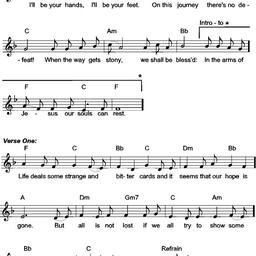 I'll be your hands, I'll be your feet. On this journey there's no de-
Intro - to *
C Am Bb
- feat! When the way gets stony, we shall be bless'd: In the arms of
*
F C F
Je - sus our souls can rest.
Verse One:
F C Bb C Dm Bb
Life deals some strange and bit- ter cards and it seems that our hope is
A Dm Gm7 C Am
gone. But all is not lost if we all try to show some
Bb C Refrain